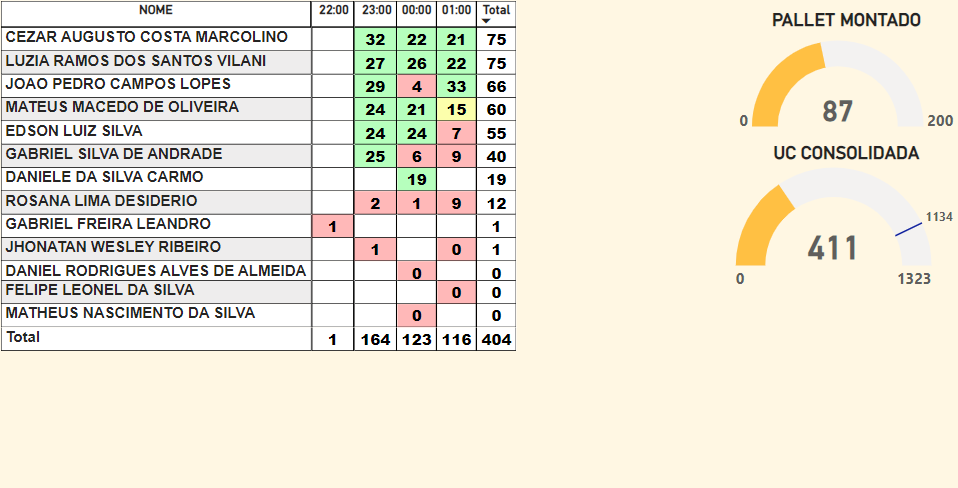 NOME 22:00 23:00 00:00 01:00 Total
CEZAR AUGUSTO COSTA MARCOLINO 32 22 21 75
LUZIA RAMOS DOS SANTOS VILANI 27 26 22 75
JOAO PEDRO CAMPOS LOPES 29 4 33 66
MATEUS MACEDO DE OLIVEIRA 24 21 15 60
EDSON LUIZ SILVA 24 24 7 55
GABRIEL SILVA DE ANDRADE 25 6 9 40
DANIELE DA SILVA CARMO 19 19
ROSANA LIMA DESIDERIO 2 1 9 12
GABRIEL FREIRA LEANDRO 1 1
JHONATAN WESLEY RIBEIRO 1 0 1
DANIEL RODRIGUES ALVES DE ALMEIDA 0 0
FELIPE LEONEL DA SILVA 0 0
MATHEUS NASCIMENTO DA SILVA 0 0
Total 1 164 123 116 404
PALLET MONTADO
87
0 200
UC CONSOLIDADA
1134
411
0 1323